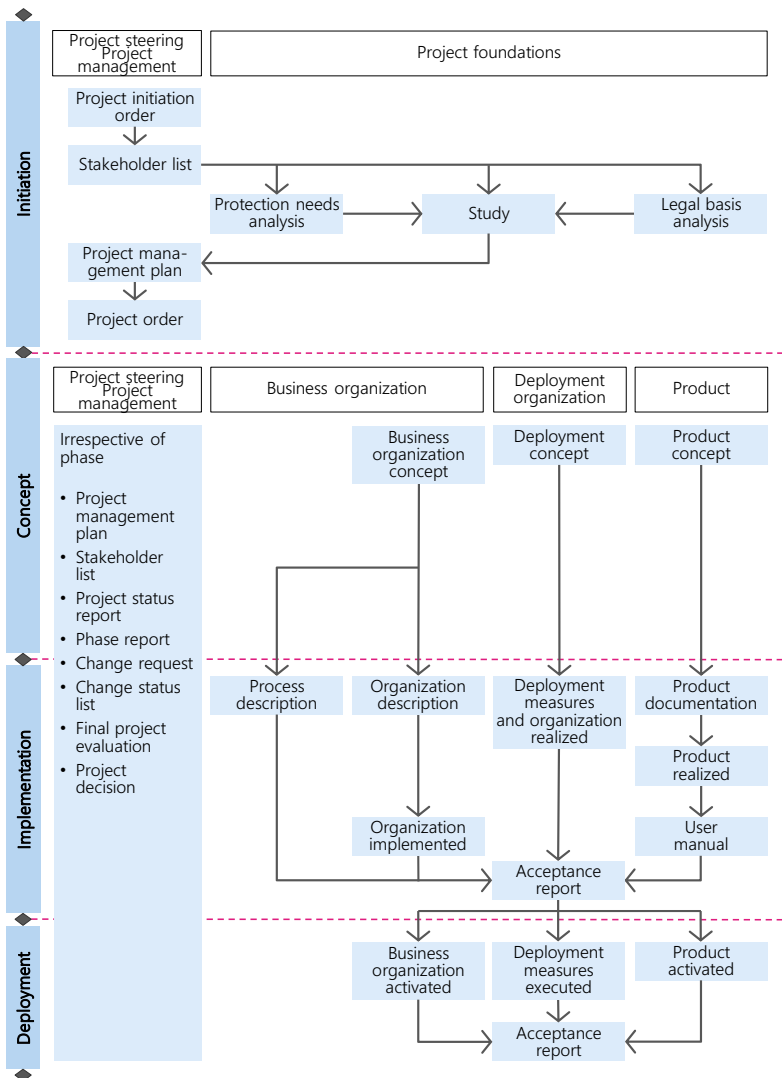 Initiation
Project steering
Project
management
Project foundations
Project initiation
order
Stakeholder list
Protection needs
analysis
Study
Legal basis
analysis
Project mana-
gement plan
Project order
Concept
Project steering
Project
management
Business organization
Deployment
organization
Product
Irrespective of
phase
• Project
management
plan
• Stakeholder
list
• Project status
report
• Phase report
• Change request
• Change status
list
• Final project
evaluation
• Project
decision
Business
organization
concept
Deployment
concept
Product
concept
Implementation
Process
description
Organization
description
Deployment
measures
and organization
realized
Product
documentation
Product
realized
Organization
implemented
User
manual
Acceptance
report
Deployment
Business
organization
activated
Deployment
measures
executed
Product
activated
Acceptance
report